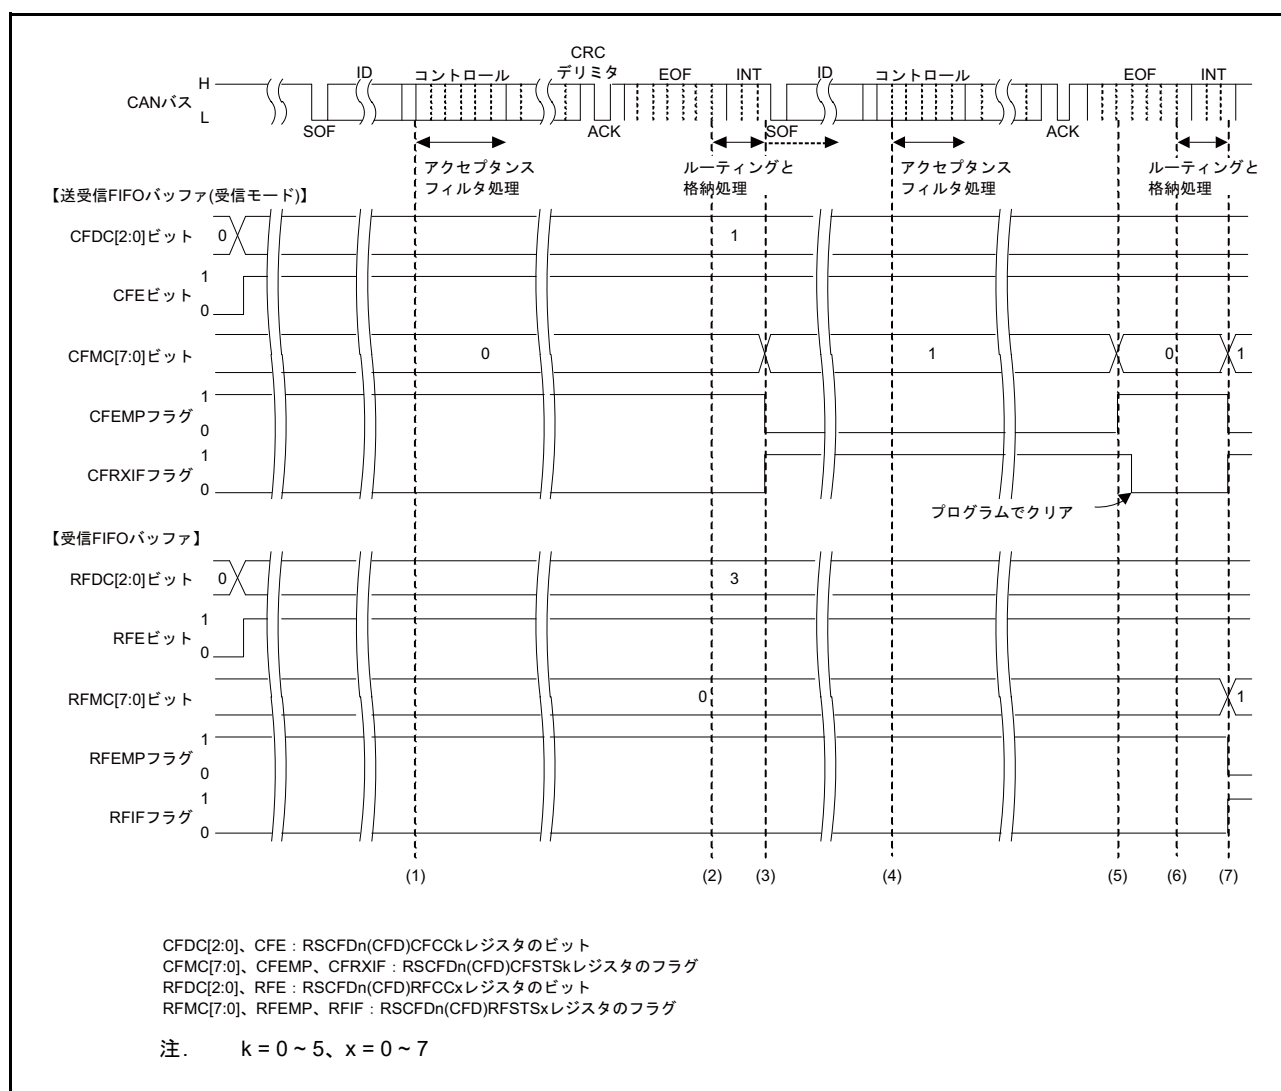 CRC
ID コントロール デリミタ EOF INT ID コントロール EOF INT
H
CANバス
L
SOF ACK SOF ACK
アクセプタンス
フィルタ処理
ルーティングと
格納処理
アクセプタンス
フィルタ処理
ルーティングと
格納処理
【送受信FIFOバッファ(受信モード)】
CFDC[2:0]ビット 0 1
1
CFEビット
0
CFMC[7:0]ビット 0 1 0 1
1
CFEMPフラグ
0
1
CFRXIFフラグ
0
プログラムでクリア
【受信FIFOバッファ】
RFDC[2:0]ビット 0 3
1
RFEビット
0
RFMC[7:0]ビット 0 1
1
RFEMPフラグ
0
1
RFIFフラグ
0
(1) (2) (3) (4) (5) (6) (7)
CFDC[2:0]、CFE : RSCFDn(CFD)CFCCkレジスタのビット
CFMC[7:0]、CFEMP、CFRXIF : RSCFDn(CFD)CFSTSkレジスタのフラグ
RFDC[2:0]、RFE : RSCFDn(CFD)RFCCxレジスタのビット
RFMC[7:0]、RFEMP、RFIF : RSCFDn(CFD)RFSTSxレジスタのフラグ
注. k = 0 ~ 5、x = 0 ~ 7